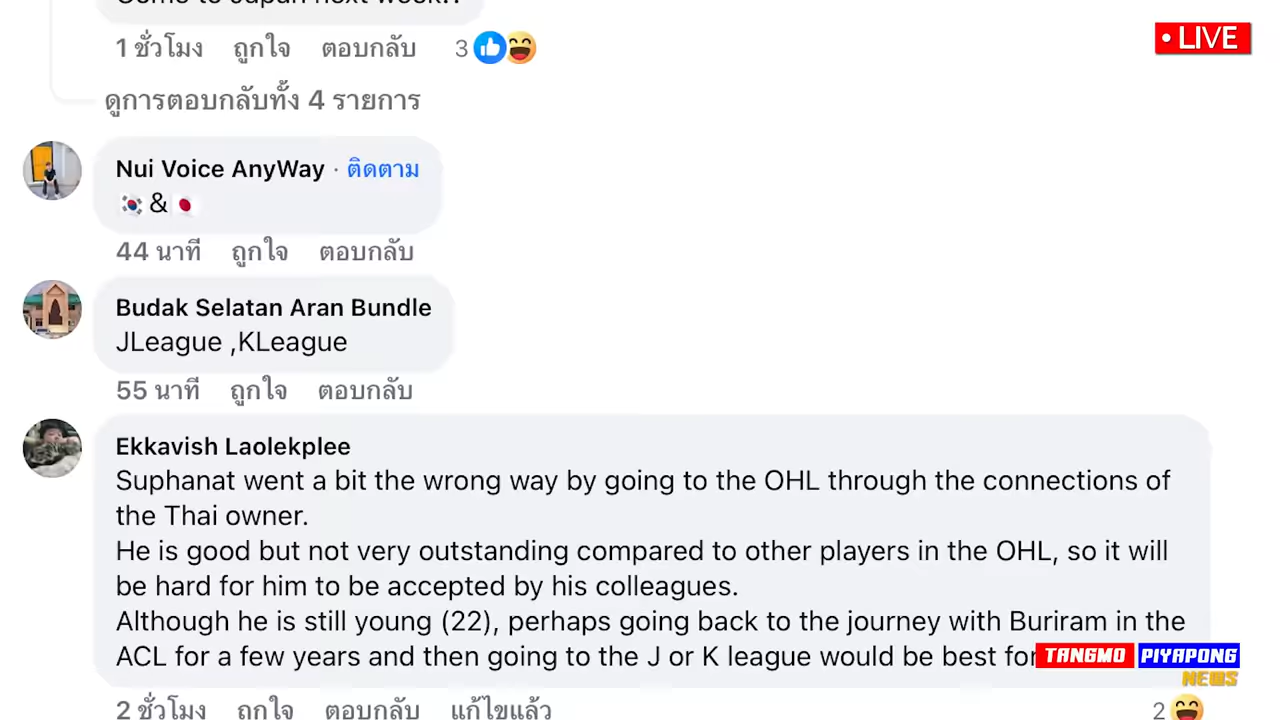 Come to Japan next week..
1 ชั่วโมง ถูกใจ ตอบกลับ 3
• LIVE
ดูการตอบกลับทั้ง 4 รายการ
Nui Voice AnyWay · ติดตาม
🇰🇷 & 🇯🇵
44 นาที ถูกใจ ตอบกลับ
Budak Selatan Aran Bundle
JLeague ,KLeague
55 นาที ถูกใจ ตอบกลับ
Ekkavish Laolekplee
Suphanat went a bit the wrong way by going to the OHL through the connections of
the Thai owner.
He is good but not very outstanding compared to other players in the OHL, so it will
be hard for him to be accepted by his colleagues.
Although he is still young (22), perhaps going back to the journey with Buriram in the
ACL for a few years and then going to the J or K league would be best for
TANGMO PIYAPONG
NEWS
2 ชั่วโมง ถูกใจ ตอบกลับ แก้ไขแล้ว 2